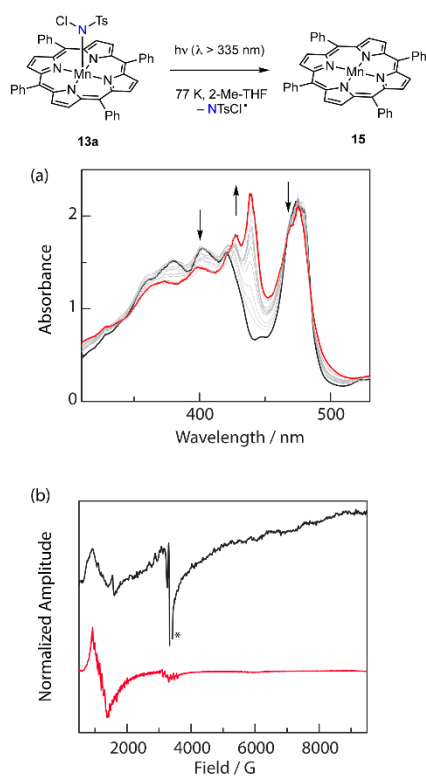 Cl Ts
N
Ph Ph
N N
Mn
N N
Ph Ph
13a
hν (λ > 335 nm)
77 K, 2-Me-THF
– NTsCl•
Ph Ph
N N
Mn
N N
Ph Ph
15
(a)
2
1
0
Absorbance
400 500
Wavelength / nm
(b)
*
Normalized Amplitude
2000 4000 6000 8000
Field / G